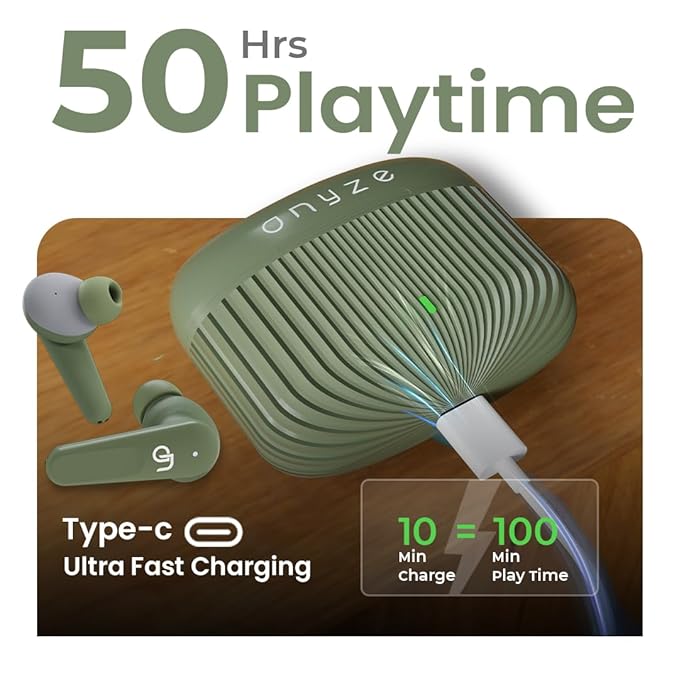 50 Hrs
Playtime
onyze
Type-c
Ultra Fast Charging
10 = 100
Min Min
Charge Play Time